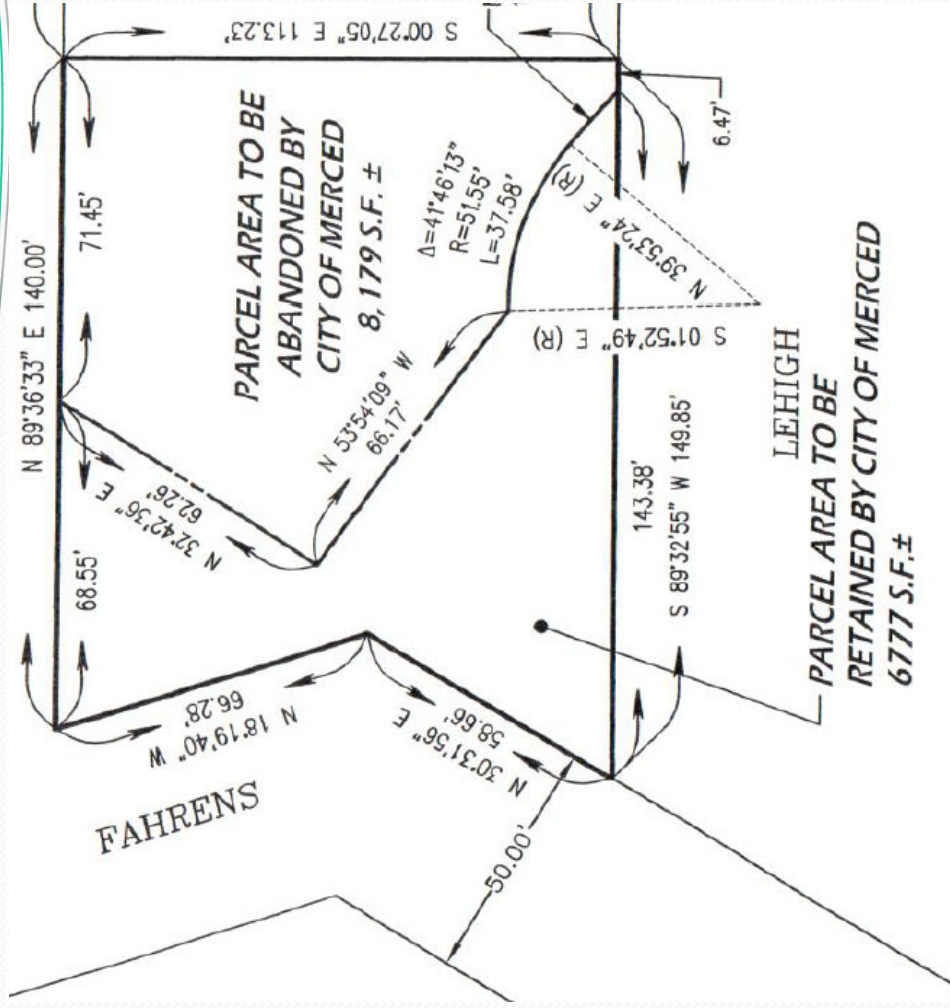 S 00°27'05" E 113.23'
N 89°36'33" E 140.00'
71.45'
68.55'
PARCEL AREA TO BE
ABANDONED BY
CITY OF MERCED
8,179 S.F. ±
Δ=41°46'13"
R=51.55'
L=37.58'
6.47'
N 39°53'24" E (R)
S 01°52'49" E (R)
N 53°54'09" W
66.17'
N 32°42'36" E
62.26'
N 18°19'40" W
66.28'
N 30°31'56" E
58.66'
143.38'
S 89°32'55" W 149.85'
LEHIGH
PARCEL AREA TO BE
RETAINED BY CITY OF MERCED
6777 S.F.±
FAHRENS
50.00'